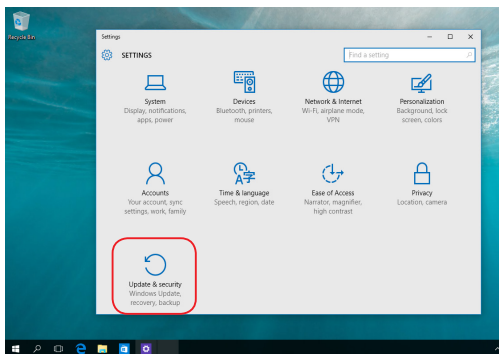 Recycle Bin
Settings
SETTINGS
Find a setting
System
Display, notifications,
apps, power
Devices
Bluetooth, printers,
mouse
Network & Internet
Wi-Fi, airplane mode,
VPN
Personalization
Background, lock
screen, colors
Accounts
Your account, sync
settings, work, family
Time & language
Speech, region, date
Ease of Access
Narrator, magnifier,
high contrast
Privacy
Location, camera
Update & security
Windows Update,
recovery, backup